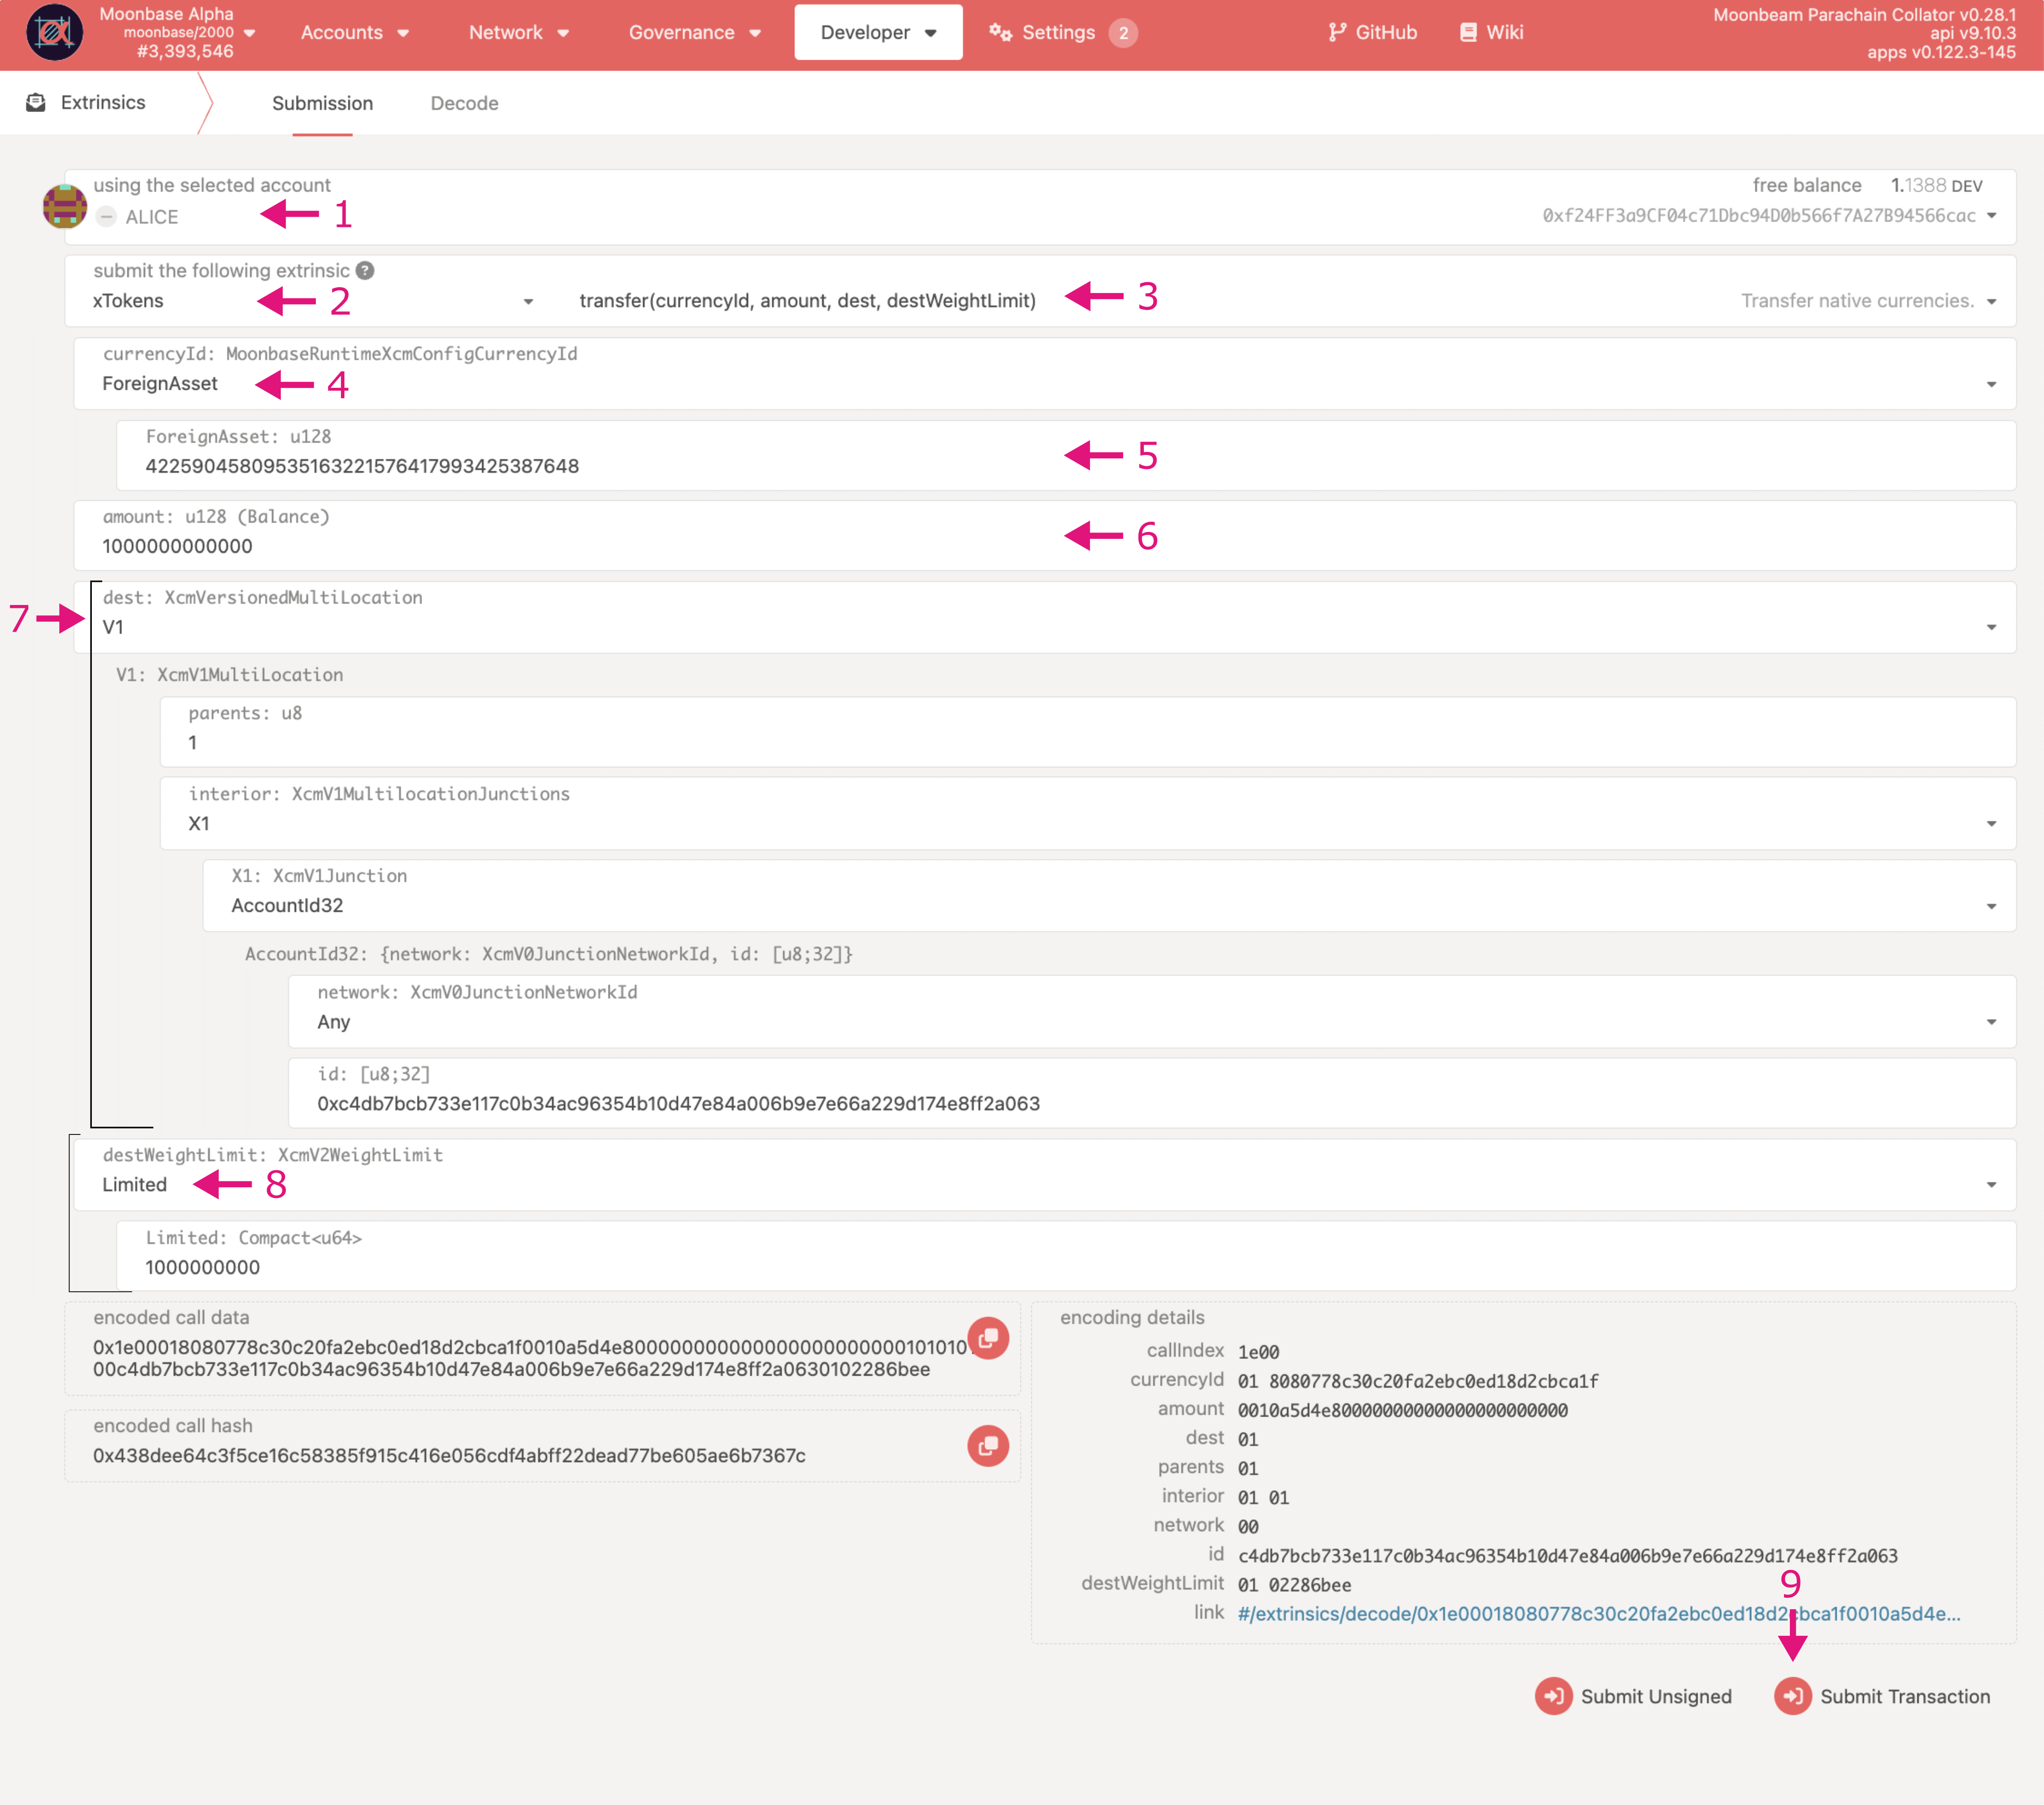 Moonbase Alpha
moonbase/2000
#3,393,546
Accounts
Network
Governance
Developer
Settings 2
GitHub
Wiki
Moonbeam Parachain Collator v0.28.1
api v9.10.3
apps v0.122.3-145
Extrinsics
Submission
Decode
using the selected account
ALICE
1
free balance 1.1388 DEV
0xf24FF3a9CF04c71Dbc94D0b566f7A27B94566cac
submit the following extrinsic ?
xTokens
2
transfer(currencyId, amount, dest, destWeightLimit)
3
Transfer native currencies.
currencyId: MoonbaseRuntimeXcmConfigCurrencyId
ForeignAsset
4
ForeignAsset: u128
42259045809535163221576417993425387648
5
amount: u128 (Balance)
1000000000000
6
7
dest: XcmVersionedMultiLocation
V1
V1: XcmV1MultiLocation
parents: u8
1
interior: XcmV1MultilocationJunctions
X1
X1: XcmV1Junction
AccountId32
AccountId32: {network: XcmV0JunctionNetworkId, id: [u8;32]}
network: XcmV0JunctionNetworkId
Any
id: [u8;32]
0xc4db7bcb733e117c0b34ac96354b10d47e84a006b9e7e66a229d174e8ff2a063
destWeightLimit: XcmV2WeightLimit
Limited
8
Limited: Compact<u64>
1000000000
encoded call data
0x1e00018080778c30c20fa2ebc0ed18d2cbca1f0010a5d4e8000000000000000000000001010101
00c4db7bcb733e117c0b34ac96354b10d47e84a006b9e7e66a229d174e8ff2a0630102286bee
encoded call hash
0x438dee64c3f5ce16c58385f915c416e056cdf4abff22dead77be605ae6b7367c
encoding details
callIndex 1e00
currencyId 01 8080778c30c20fa2ebc0ed18d2cbca1f
amount 0010a5d4e80000000000000000000000
dest 01
parents 01
interior 01 01
network 00
id c4db7bcb733e117c0b34ac96354b10d47e84a006b9e7e66a229d174e8ff2a063
destWeightLimit 01 02286bee
9
link #/extrinsics/decode/0x1e00018080778c30c20fa2ebc0ed18d2cbca1f0010a5d4e...
Submit Unsigned
Submit Transaction